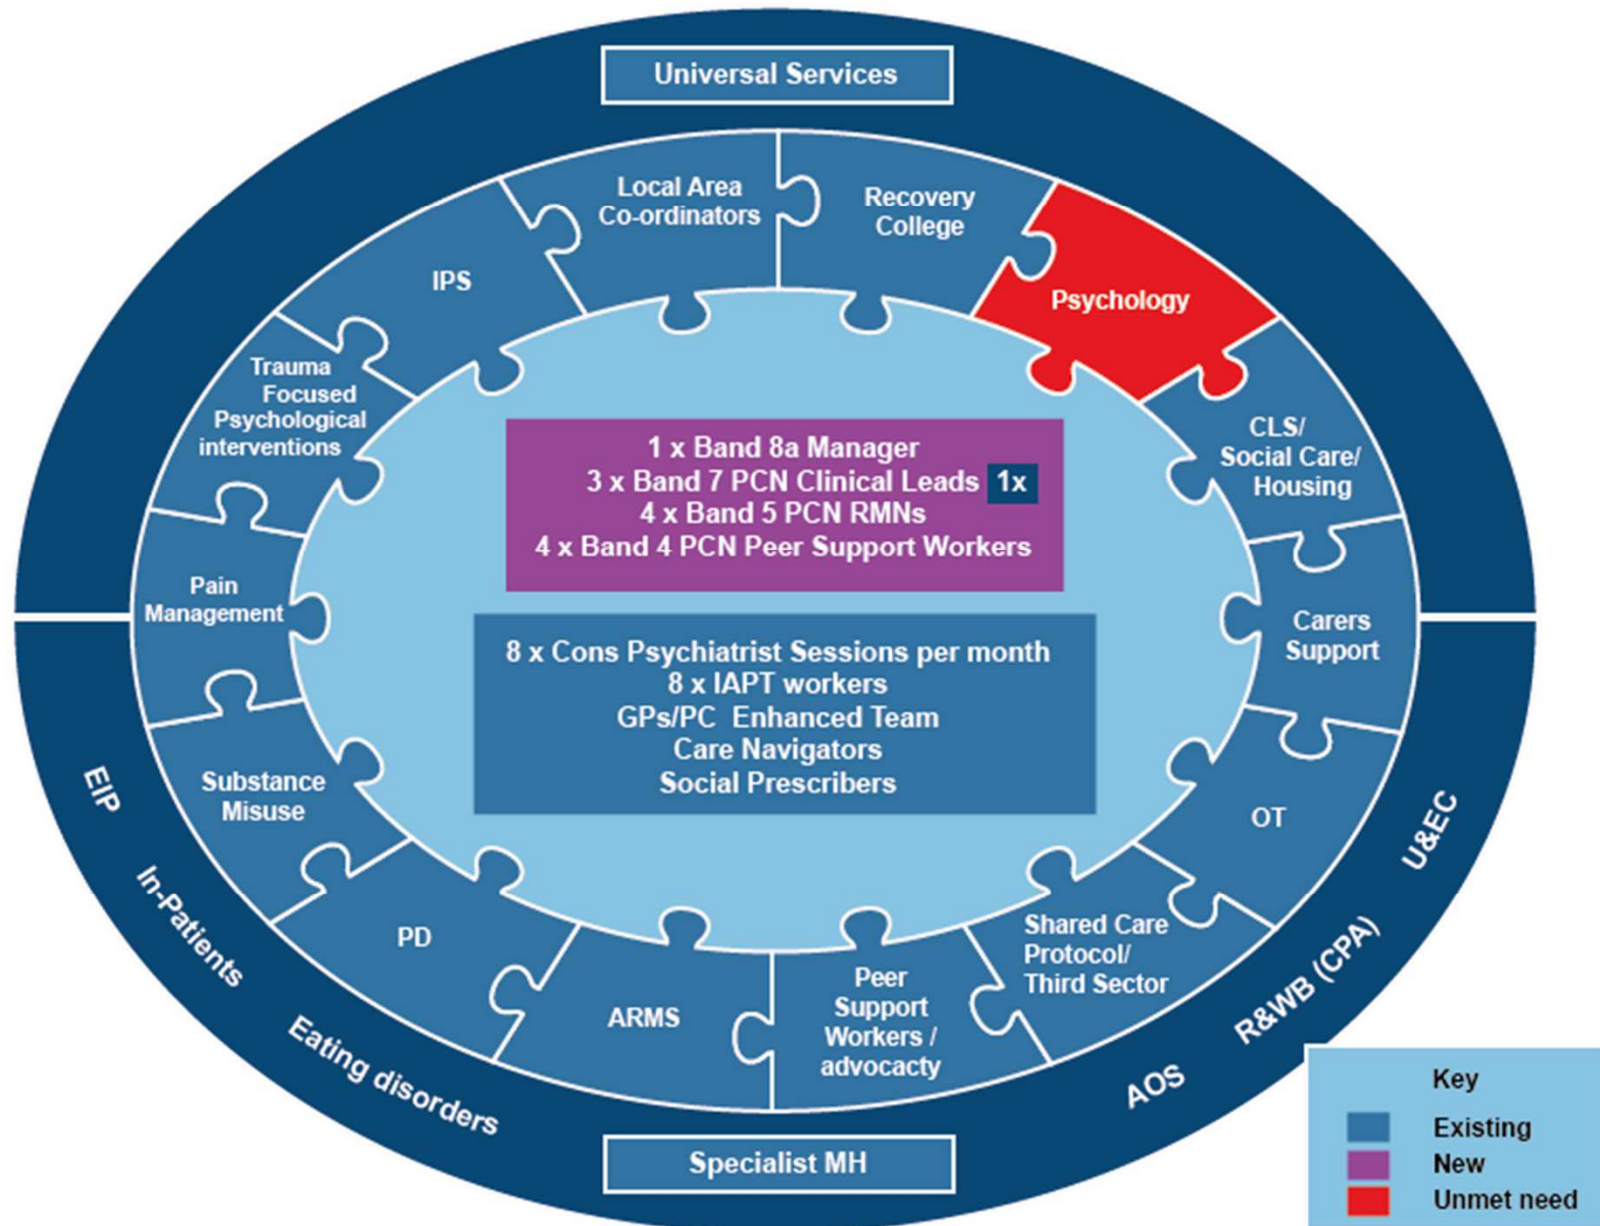 Universal Services
Local Area
Co-ordinators
Recovery
College
IPS
Psychology
Trauma
Focused
Psychological
interventions
CLS/
Social Care/
Housing
1 x Band 8a Manager
3 x Band 7 PCN Clinical Leads 1x
4 x Band 5 PCN RMNs
4 x Band 4 PCN Peer Support Workers
Pain
Management
Carers
Support
8 x Cons Psychiatrist Sessions per month
8 x IAPT workers
GPs/PC Enhanced Team
Care Navigators
Social Prescribers
Substance
Misuse
OT
PD
ARMS
Peer
Support
Workers /
advocacty
Shared Care
Protocol/
Third Sector
EIP
In-Patients
Eating disorders
AOS
R&WB (CPA)
U&EC
Specialist MH
Key
Existing
New
Unmet need